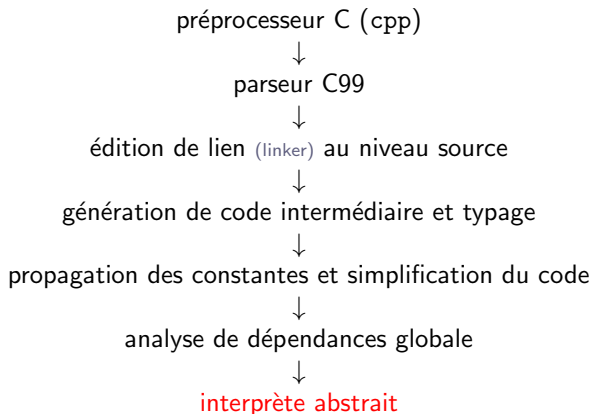 préprocesseur C (cpp)
↓
parseur C99
↓
édition de lien (linker) au niveau source
↓
génération de code intermédiaire et typage
↓
propagation des constantes et simplification du code
↓
analyse de dépendances globale
↓
interprète abstrait